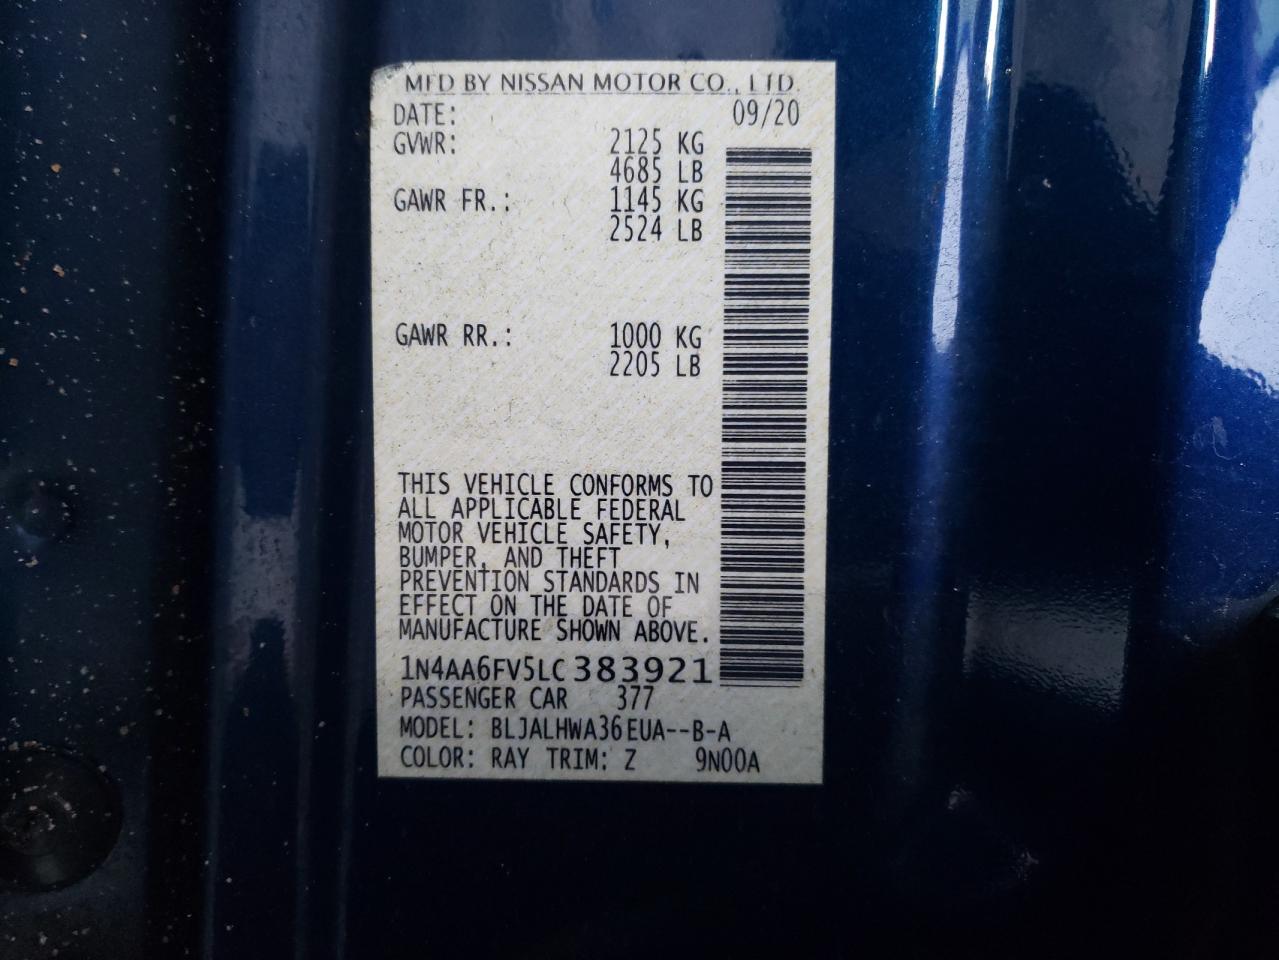 MFD BY NISSAN MOTOR CO., LTD.
DATE: 09/20
GVWR: 2125 KG
4685 LB
GAWR FR.: 1145 KG
2524 LB
GAWR RR.: 1000 KG
2205 LB
THIS VEHICLE CONFORMS TO
ALL APPLICABLE FEDERAL
MOTOR VEHICLE SAFETY,
BUMPER, AND THEFT
PREVENTION STANDARDS IN
EFFECT ON THE DATE OF
MANUFACTURE SHOWN ABOVE.
1N4AA6FV5LC383921
PASSENGER CAR 377
MODEL: BLJALHWA36EUA--B-A
COLOR: RAY TRIM: Z 9N00A